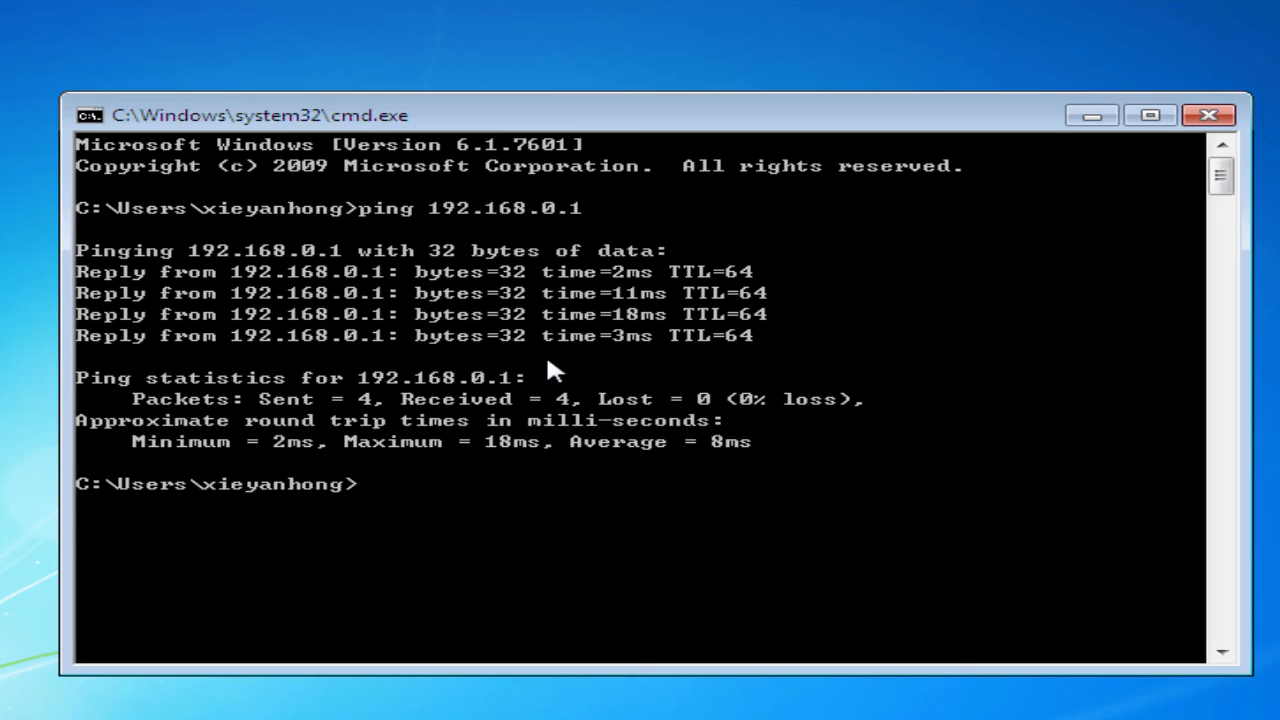 C:\Windows\system32\cmd.exe
Microsoft Windows [Version 6.1.7601]
Copyright (c) 2009 Microsoft Corporation.  All rights reserved.
C:\Users\xieyanhong>ping 192.168.0.1
Pinging 192.168.0.1 with 32 bytes of data:
Reply from 192.168.0.1: bytes=32 time=2ms TTL=64
Reply from 192.168.0.1: bytes=32 time=11ms TTL=64
Reply from 192.168.0.1: bytes=32 time=18ms TTL=64
Reply from 192.168.0.1: bytes=32 time=3ms TTL=64
Ping statistics for 192.168.0.1:
    Packets: Sent = 4, Received = 4, Lost = 0 (0% loss),
Approximate round trip times in milli-seconds:
    Minimum = 2ms, Maximum = 18ms, Average = 8ms
C:\Users\xieyanhong>